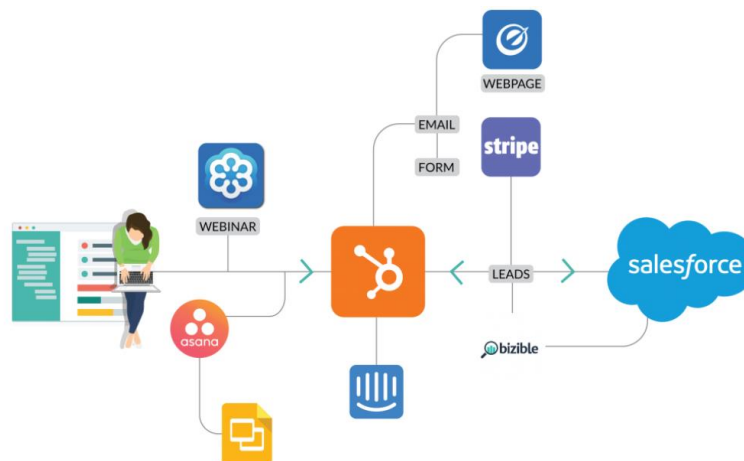 WEBPAGE
EMAIL
stripe
FORM
WEBINAR
salesforce
LEADS
asana
bizible